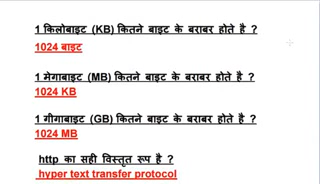 1 किलोबाइट (KB) कितने बाइट के बराबर होते है ?
1024 बाइट
1 मेगाबाइट (MB) कितने बाइट के बराबर होते है ?
1024 KB
1 गीगाबाइट (GB) कितने बाइट के बराबर होते है ?
1024 MB
http का सही विस्तृत रूप है ?
hyper text transfer protocol